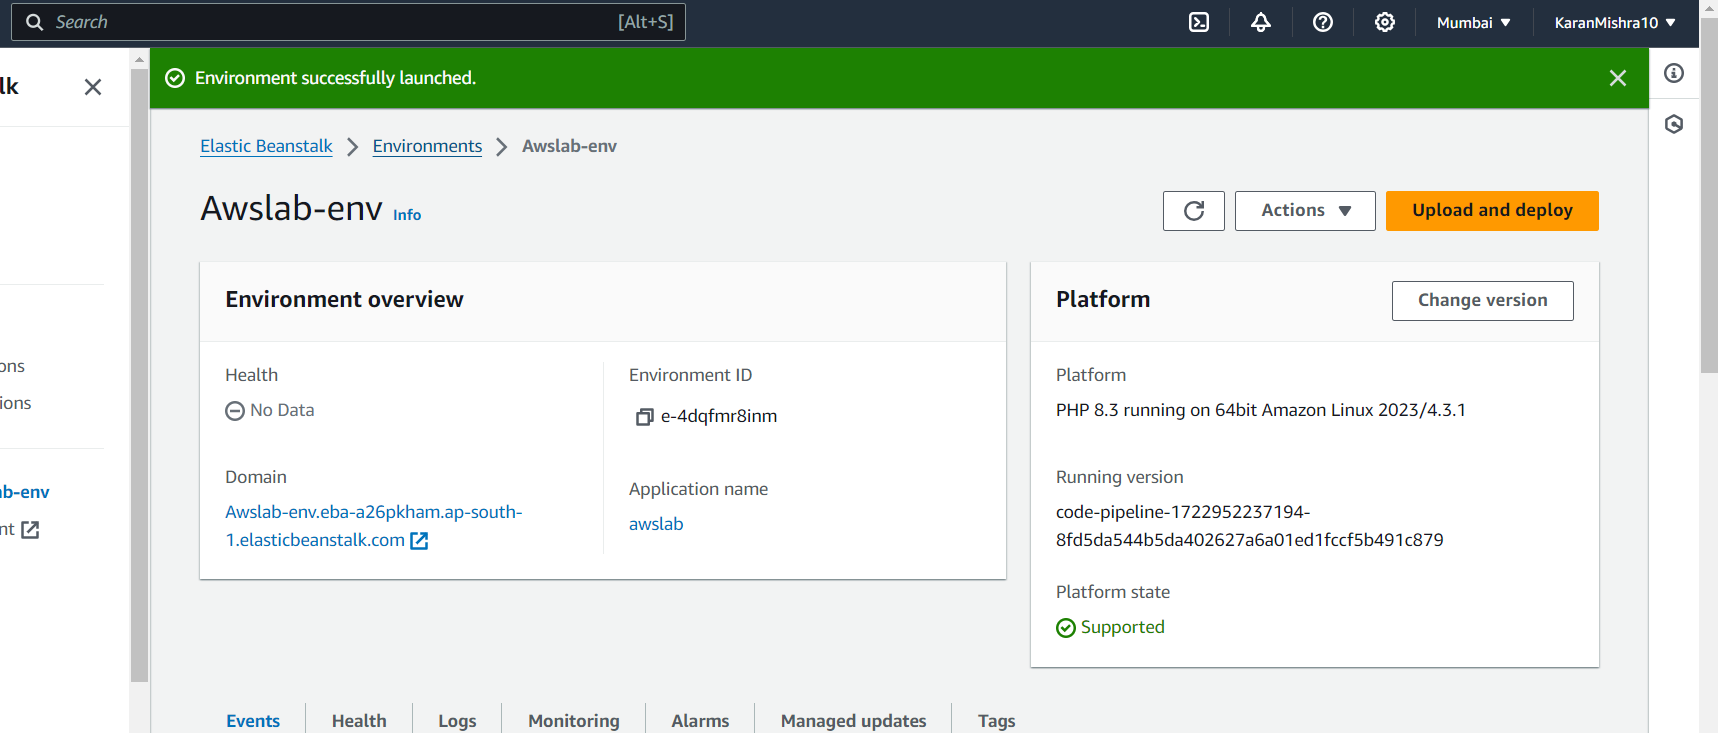 Search [Alt+S] Mumbai KaranMishra10
lk
Environment successfully launched.
Elastic Beanstalk Environments Awslab-env
Awslab-env Info Actions Upload and deploy
Environment overview
Health
No Data
Environment ID
e-4dqfmr8inm
Domain
Awslab-env.eba-a26pkham.ap-south-
1.elasticbeanstalk.com
Application name
awslab
Platform Change version
Platform
PHP 8.3 running on 64bit Amazon Linux 2023/4.3.1
Running version
code-pipeline-1722952237194-
8fd5da544b5da402627a6a01ed1fccf5b491c879
Platform state
Supported
ons
ions
ab-env
nt
Events Health Logs Monitoring Alarms Managed updates Tags